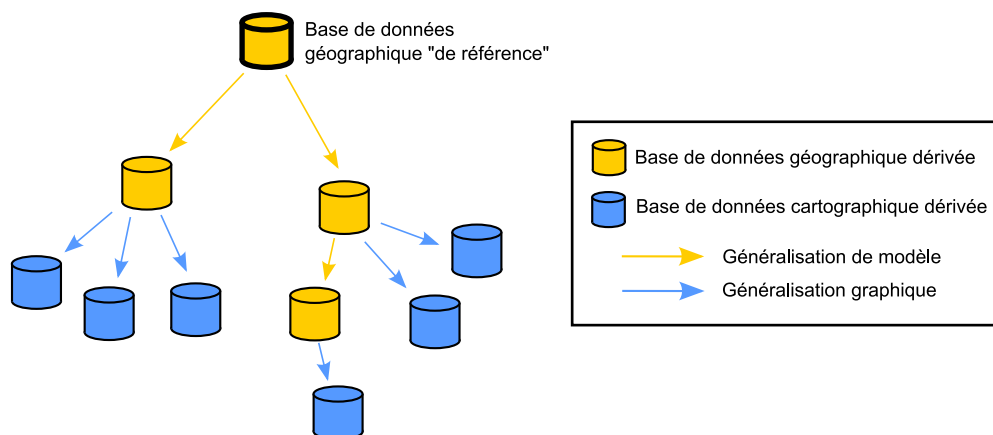 Base de données
géographique "de référence"
Base de données géographique dérivée
Base de données cartographique dérivée
Généralisation de modèle
Généralisation graphique